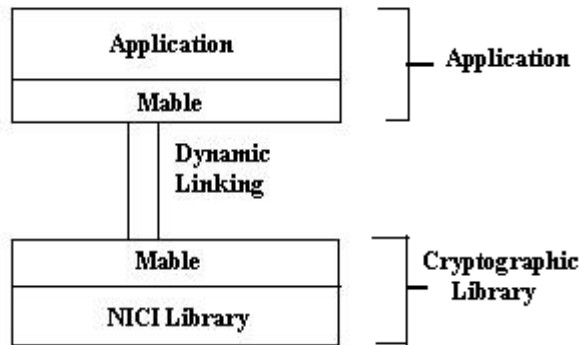 Application
Mable
Application
Dynamic
Linking
Mable
NICI Library
Cryptographic
Library